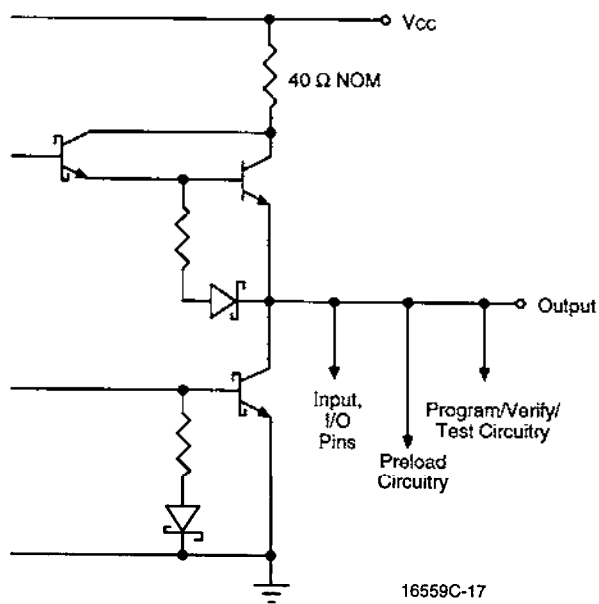 Vcc
40 Ω NOM
Output
Input,
I/O
Pins
Program/Verify/
Test Circuitry
Preload
Circuitry
16559C-17